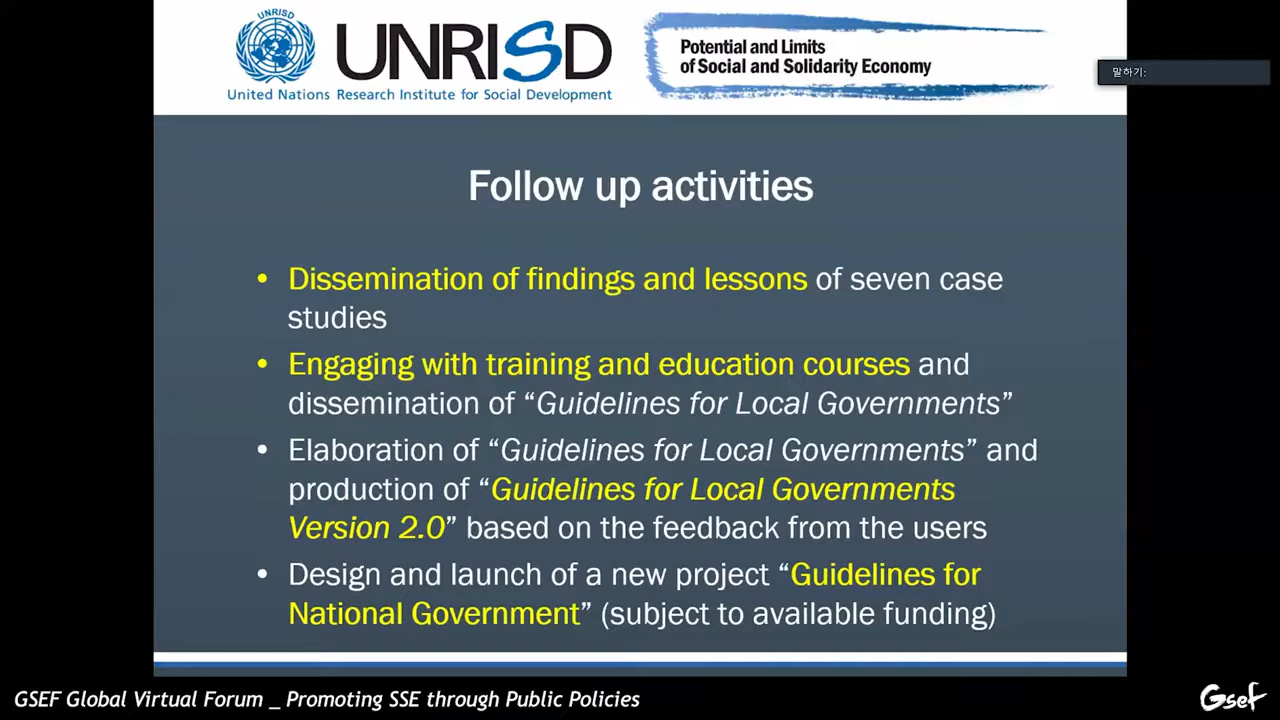 UNRISD
UNRISD
United Nations Research Institute for Social Development
Potential and Limits
of Social and Solidarity Economy
말하기:
Follow up activities
• Dissemination of findings and lessons of seven case
studies
• Engaging with training and education courses and
dissemination of “Guidelines for Local Governments”
• Elaboration of “Guidelines for Local Governments” and
production of “Guidelines for Local Governments
Version 2.0” based on the feedback from the users
• Design and launch of a new project “Guidelines for
National Government” (subject to available funding)
GSEF Global Virtual Forum _ Promoting SSE through Public Policies
Gsef